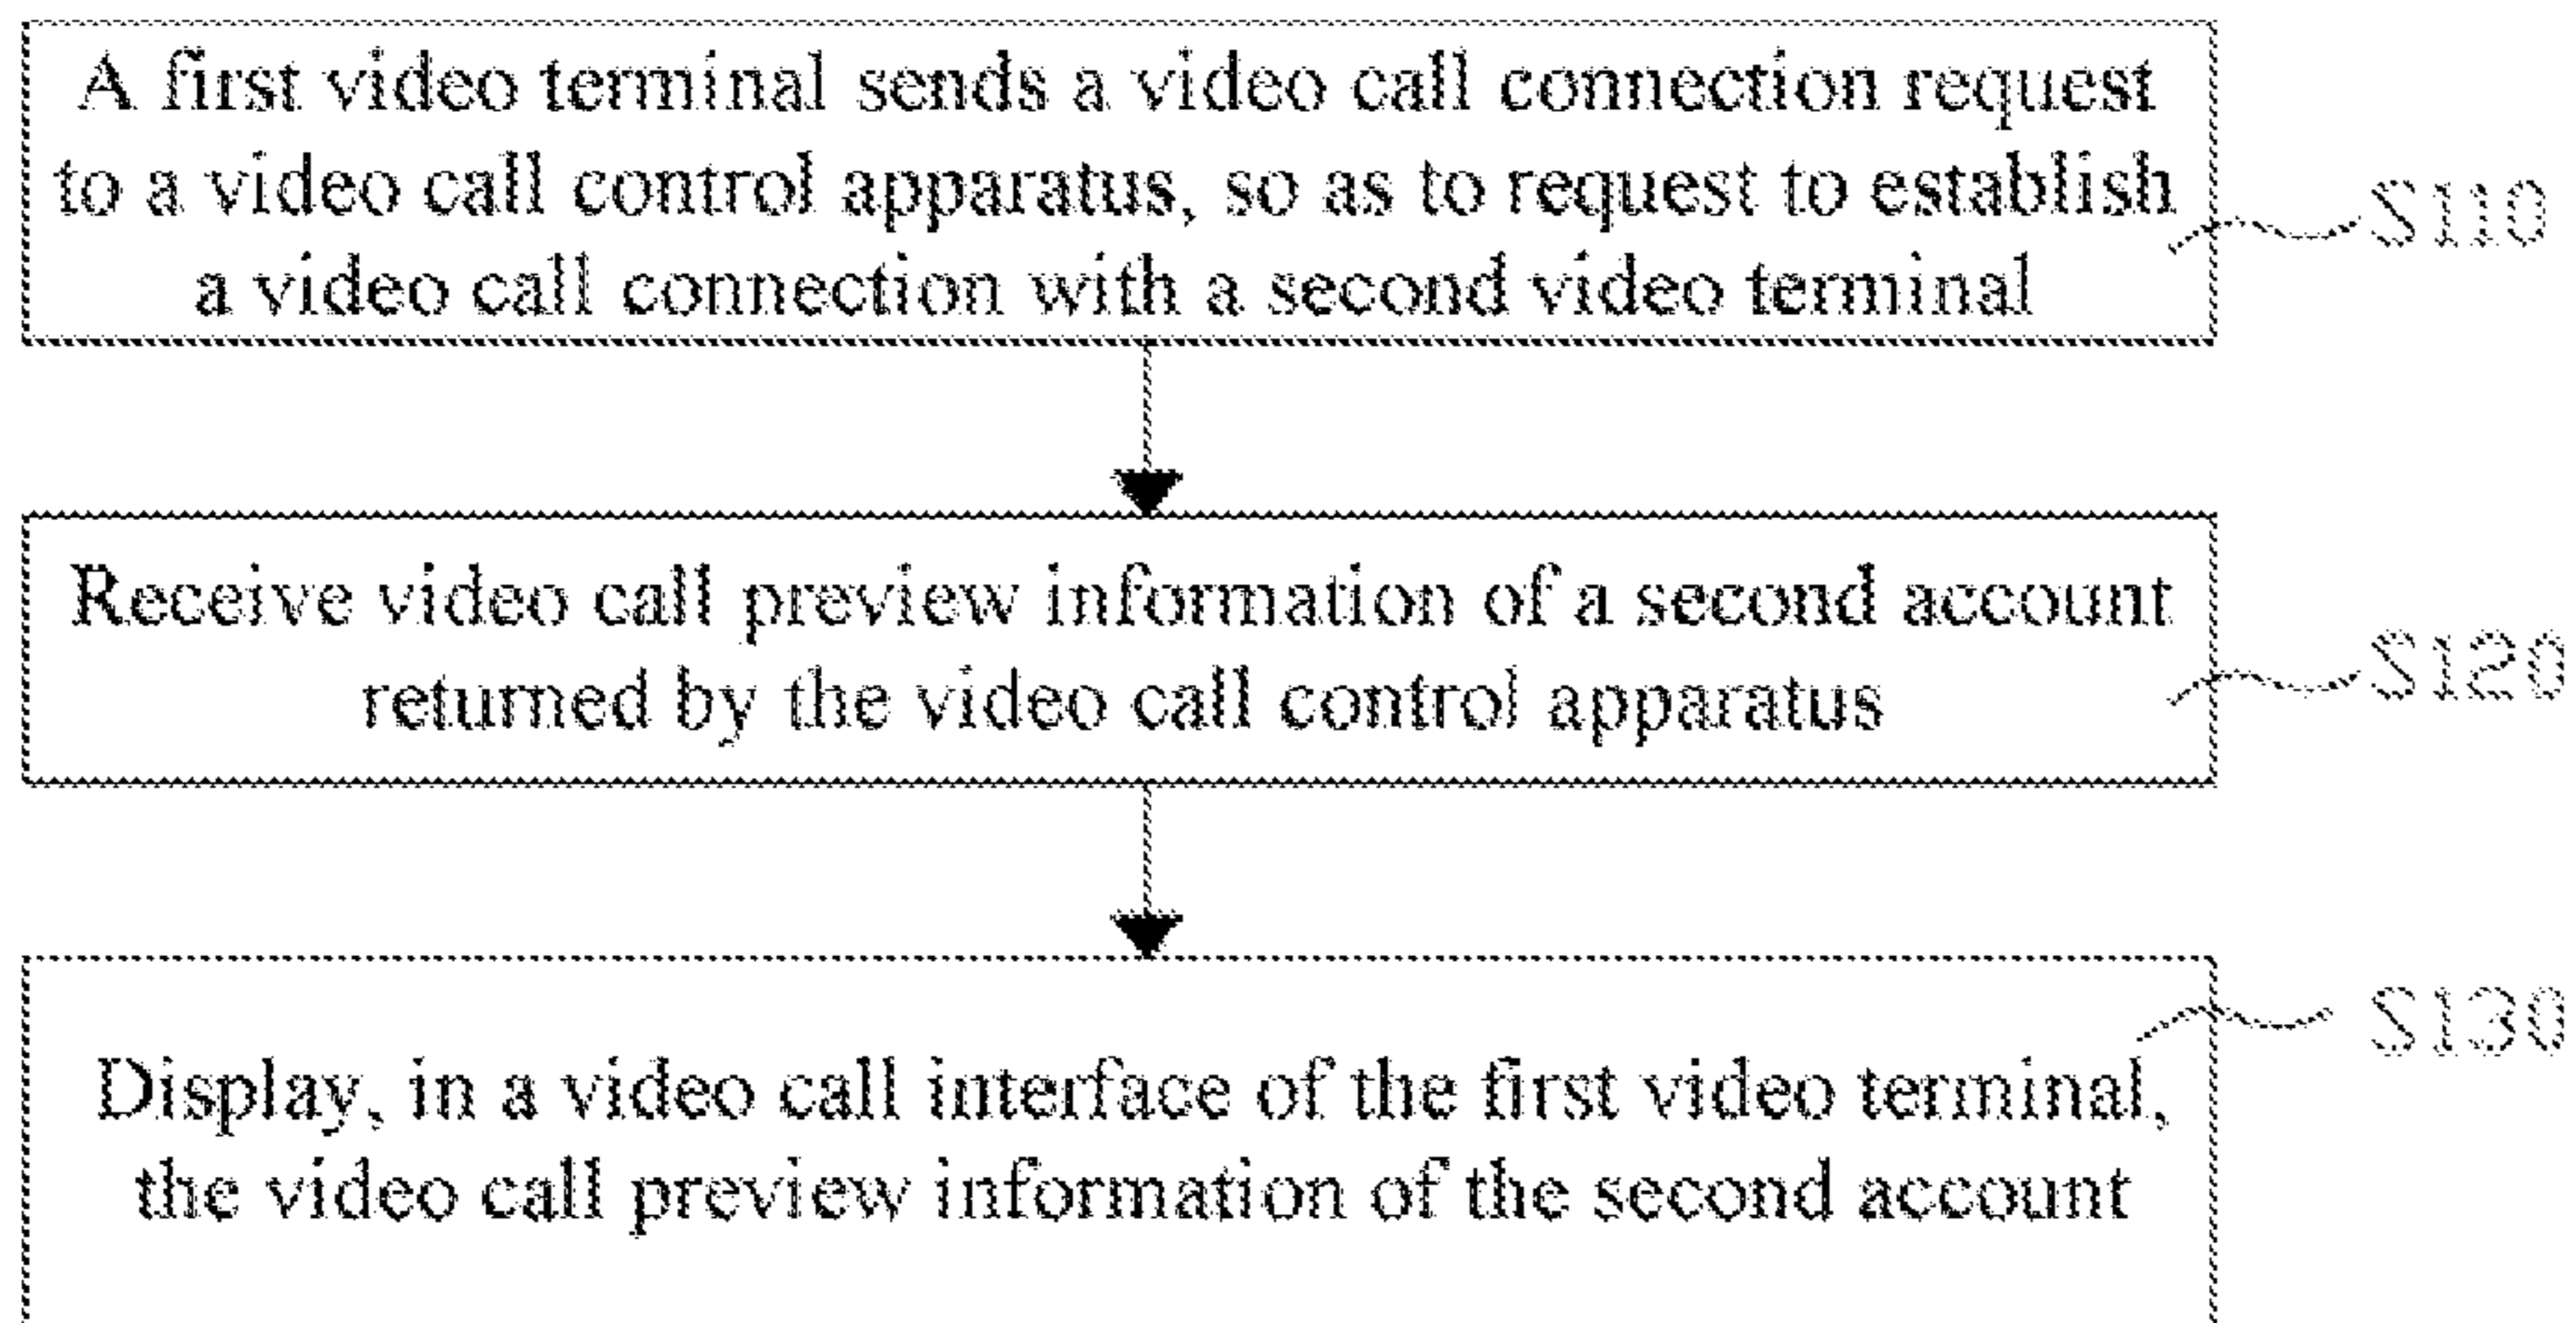 A first video terminal sends a video call connection request
to a video call control apparatus, so as to request to establish
a video call connection with a second video terminal
S110
Receive video call preview information of a second account
returned by the video call control apparatus
S120
S130
Display, in a video call interface of the first video terminal,
the video call preview information of the second account